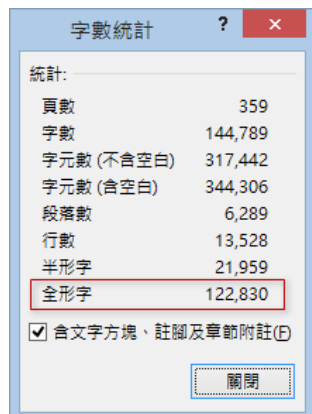 字數統計 ? ×
統計:
頁數 359
字數 144,789
字元數 (不含空白) 317,442
字元數 (含空白) 344,306
段落數 6,289
行數 13,528
半形字 21,959
全形字 122,830
含文字方塊、註腳及章節附註(F)
關閉